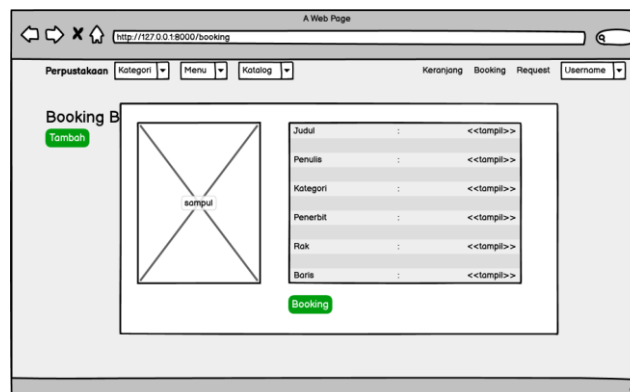 A Web Page
http://127.0.0.1:8000/booking
Perpustakaan Kategori Menu Katalog Keranjang Booking Request Username
Booking B
Tambah
sampul
Judul : <<tampil>>
Penulis : <<tampil>>
Kategori : <<tampil>>
Penerbit : <<tampil>>
Rak : <<tampil>>
Baris : <<tampil>>
Booking